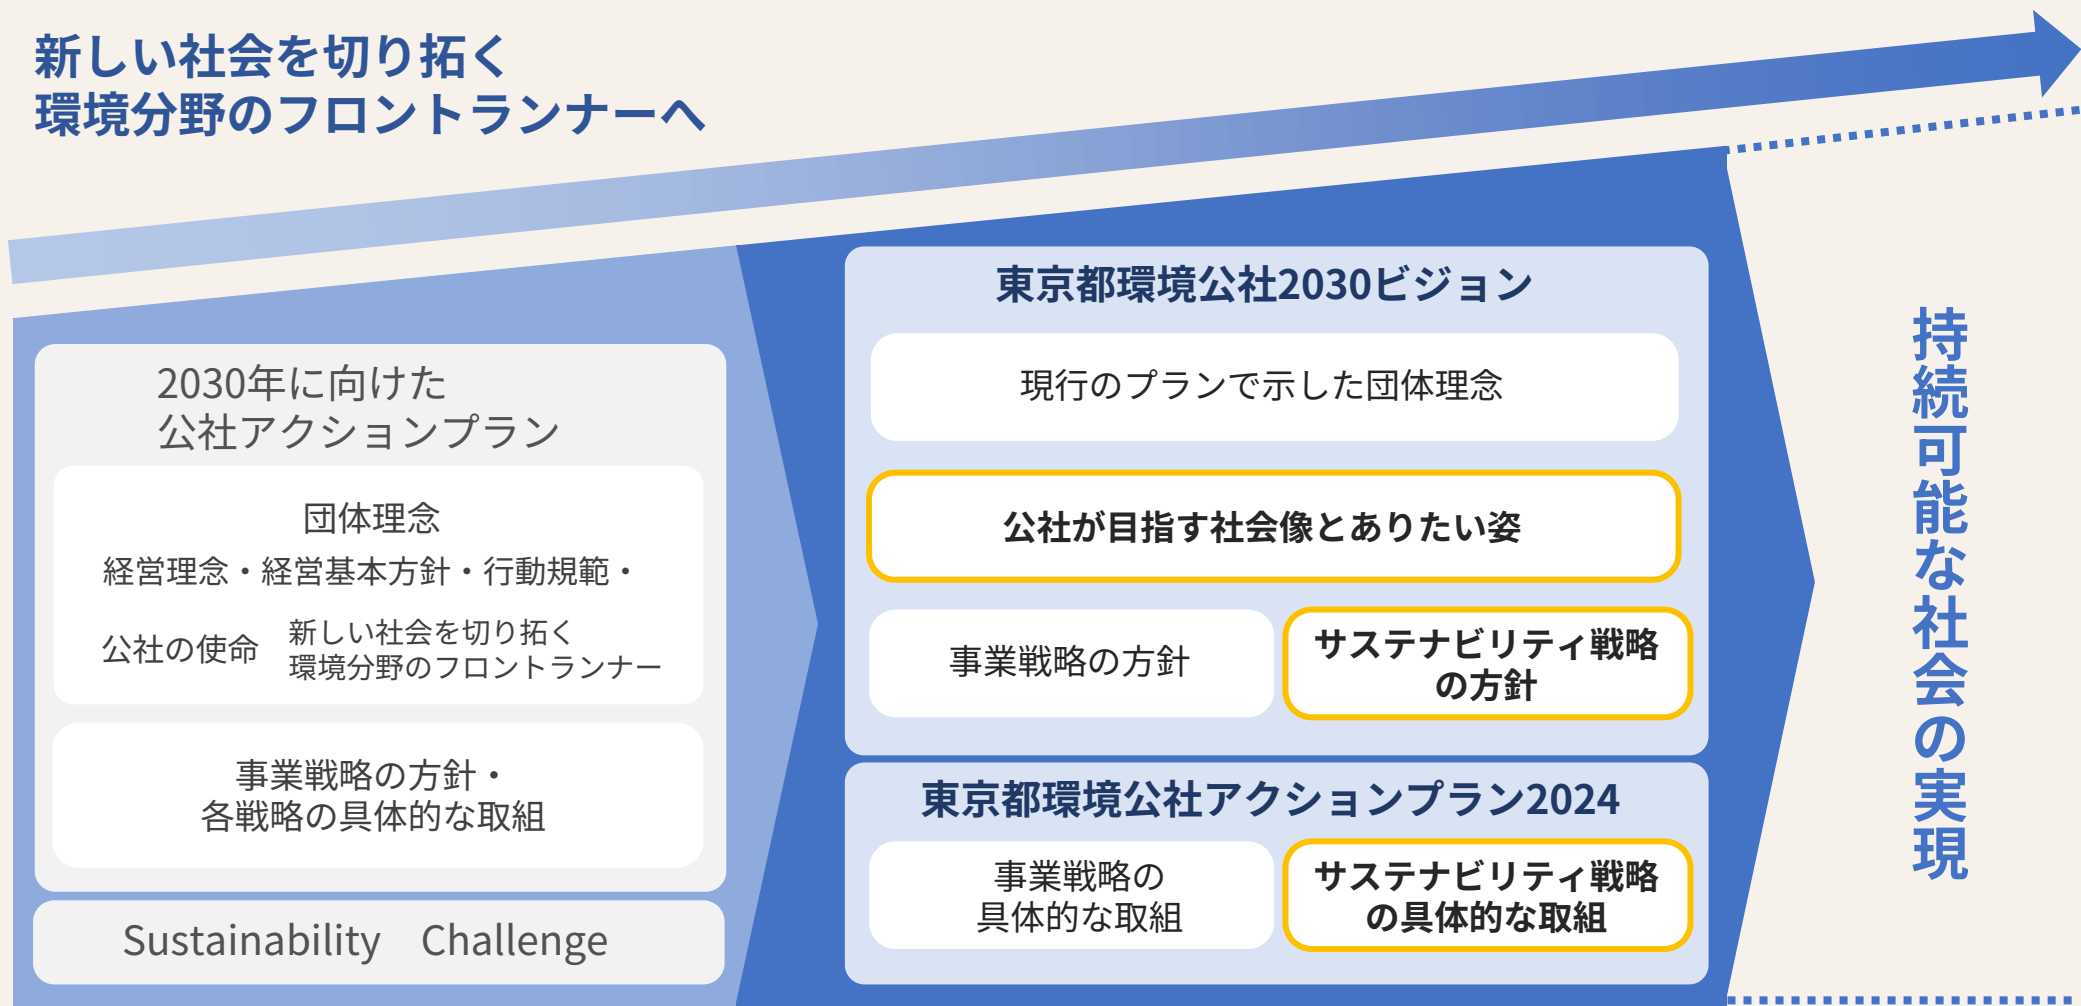 新しい社会を切り拓く
環境分野のフロントランナーへ
2030年に向けた
公社アクションプラン
団体理念
経営理念・経営基本方針・行動規範・
公社の使命
新しい社会を切り拓く
環境分野のフロントランナー
事業戦略の方針・
各戦略の具体的な取組
Sustainability　Challenge
東京都環境公社2030ビジョン
現行のプランで示した団体理念
公社が目指す社会像とありたい姿
事業戦略の方針
サステナビリティ戦略
の方針
東京都環境公社アクションプラン2024
事業戦略の
具体的な取組
サステナビリティ戦略
の具体的な取組
持続可能な社会の実現